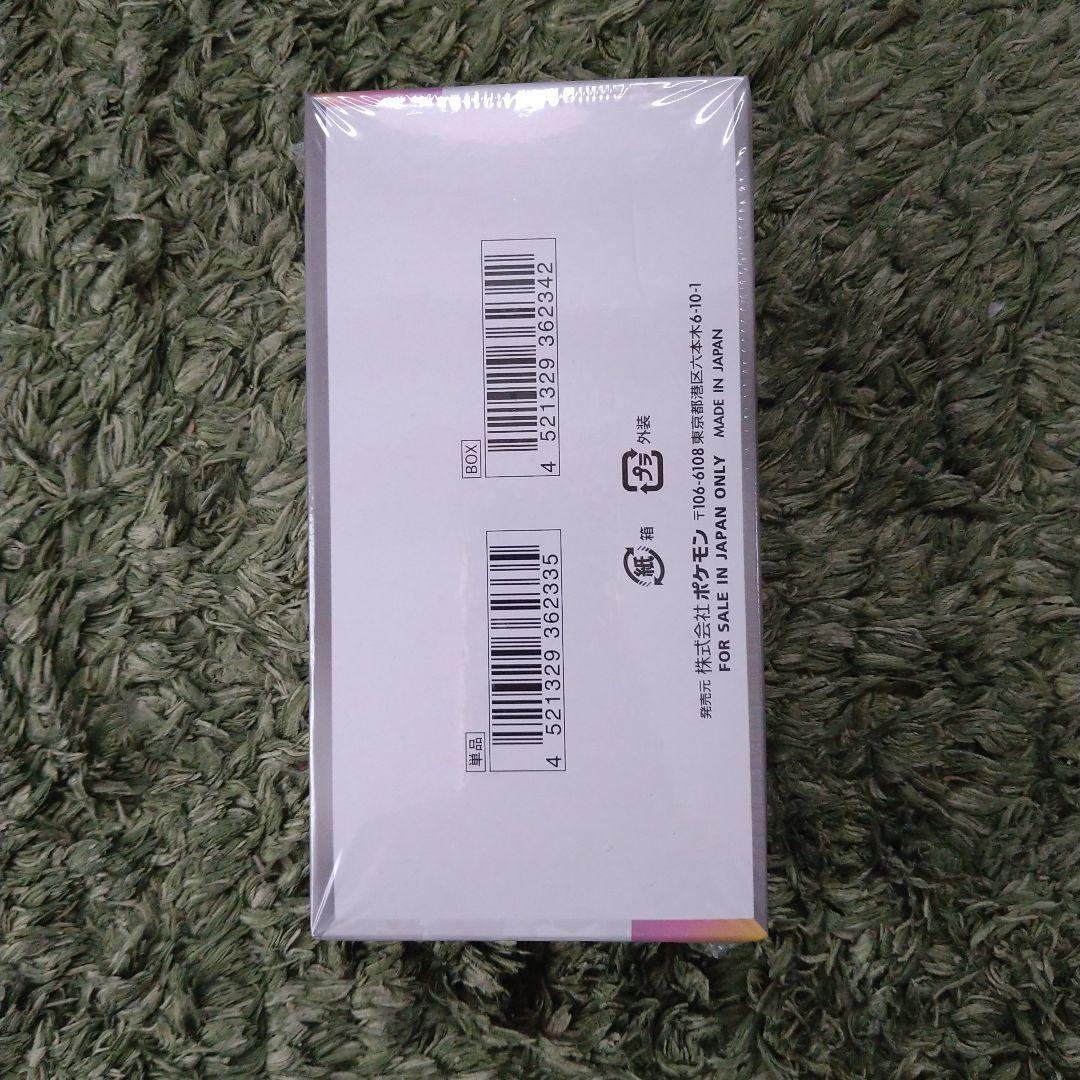 単品
4 521329 362335
BOX
4 521329 362342
紙 箱
プラ 外装
発売元 株式会社 ポケモン 〒106-6108 東京都港区六本木6-10-1
FOR SALE IN JAPAN ONLY MADE IN JAPAN